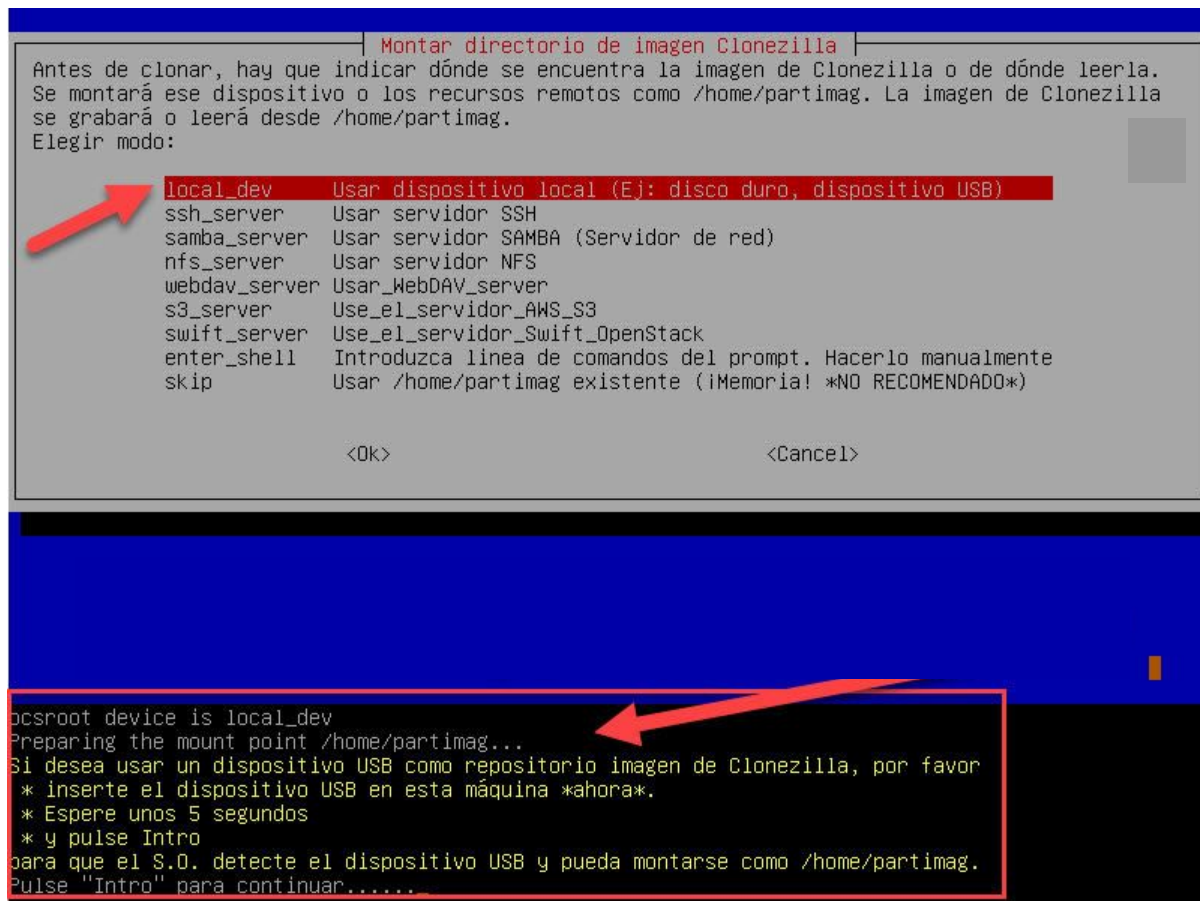 Montar directorio de imagen Clonezilla
Antes de clonar, hay que indicar dónde se encuentra la imagen de Clonezilla o de dónde leerla.
Se montará ese dispositivo o los recursos remotos como /home/partimag. La imagen de Clonezilla
se grabará o leerá desde /home/partimag.
Elegir modo:
local_dev Usar dispositivo local (Ej: disco duro, dispositivo USB)
ssh_server Usar servidor SSH
samba_server Usar servidor SAMBA (Servidor de red)
nfs_server Usar servidor NFS
webdav_server Usar_WebDAV_server
s3_server Use_el_servidor_AWS_S3
swift_server Use_el_servidor_Swift_OpenStack
enter_shell Introduzca linea de comandos del prompt. Hacerlo manualmente
skip Usar /home/partimag existente (¡Memoria! *NO RECOMENDADO*)
<Ok> <Cancel>
ocsroot device is local_dev
Preparing the mount point /home/partimag...
Si desea usar un dispositivo USB como repositorio imagen de Clonezilla, por favor
* inserte el dispositivo USB en esta máquina *ahora*.
* Espere unos 5 segundos
* y pulse Intro
para que el S.O. detecte el dispositivo USB y pueda montarse como /home/partimag.
Pulse "Intro" para continuar......_